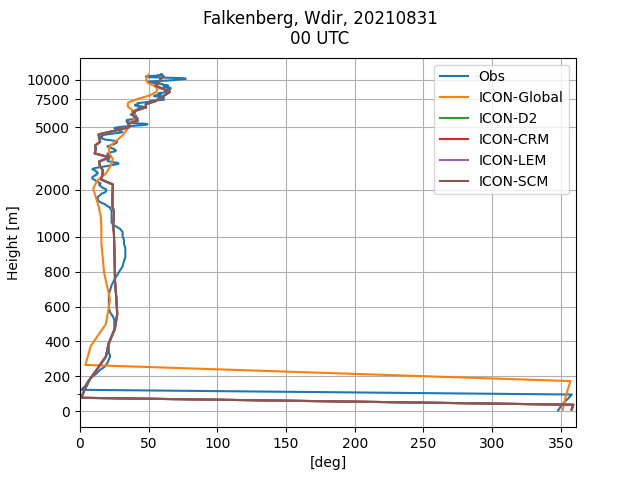 Falkenberg, Wdir, 20210831
00 UTC
Height [m]
10000
7500
5000
2000
1000
800
600
400
200
0
Obs
ICON-Global
ICON-D2
ICON-CRM
ICON-LEM
ICON-SCM
0
50
100
150
200
250
300
350
[deg]